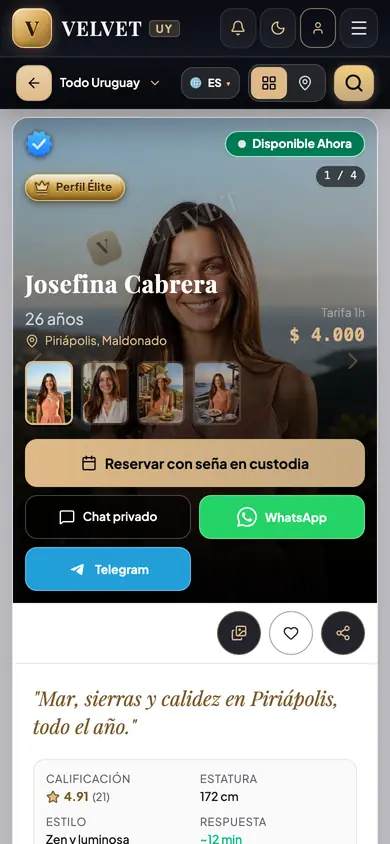 V VELVET UY
Todo Uruguay ES
Disponible Ahora
1 / 4
Perfil Élite
VELVET
V
Josefina Cabrera
26 años
Tarifa 1h
Piriápolis, Maldonado
$ 4.000
Reservar con seña en custodia
Chat privado
WhatsApp
Telegram
"Mar, sierras y calidez en Piriápolis,
todo el año."
CALIFICACIÓN
ESTATURA
4.91 (21)
172 cm
ESTILO
RESPUESTA
Zen y luminosa
~12 min